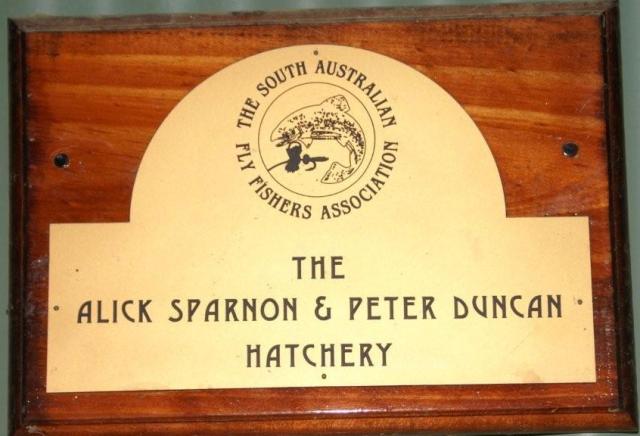 THE SOUTH AUSTRALIAN
FLY FISHERS ASSOCIATION
THE
ALICK SPARNON & PETER DUNCAN
HATCHERY